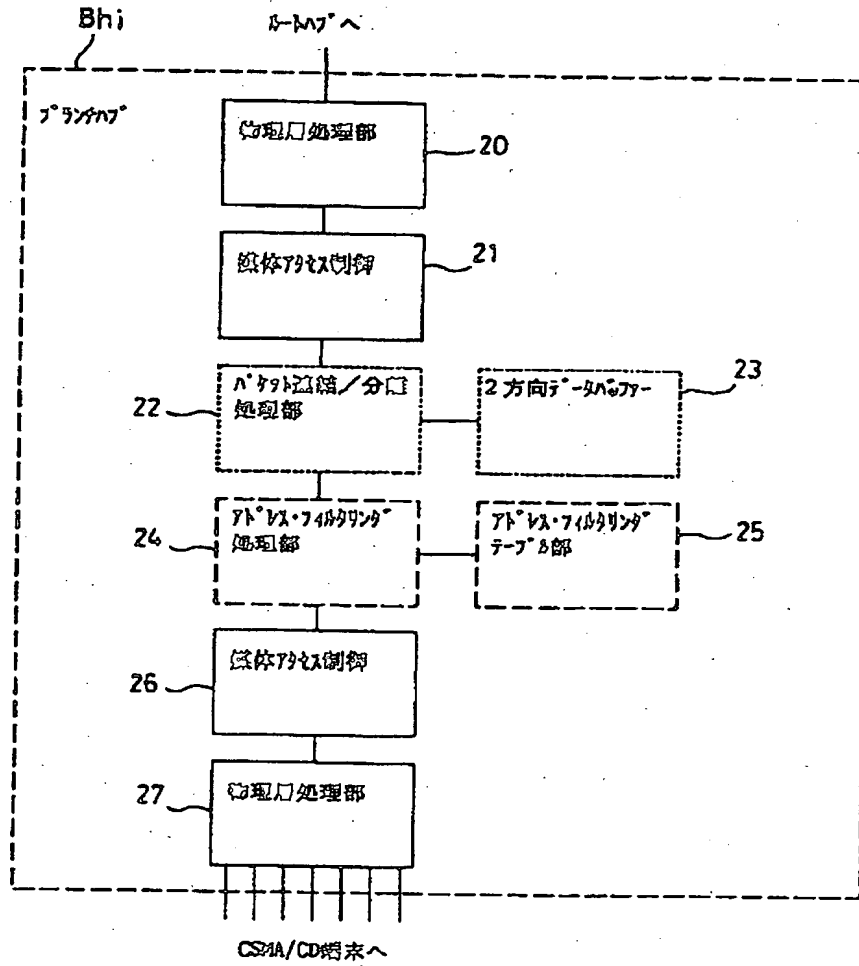 Bhi
ルートハブへ
ブランチハブ
物理層処理部
20
媒体アクセス制御
21
パケット連結/分解
処理部
22
2方向データバッファー
23
アドレス・フィルタリング
処理部
24
アドレス・フィルタリング
テーブル部
25
媒体アクセス制御
26
物理層処理部
27
CSMA/CD端末へ